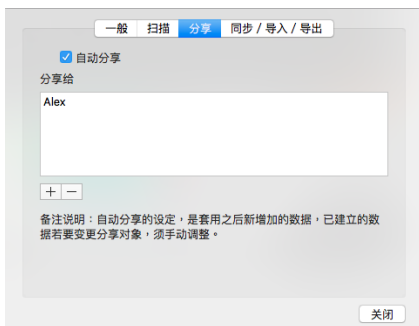 一般 扫描 分享 同步 / 导入 / 导出
自动分享
分享给
Alex
备注说明：自动分享的设定，是套用之后新增加的数据，已建立的数
据若要变更分享对象，须手动调整。
关闭